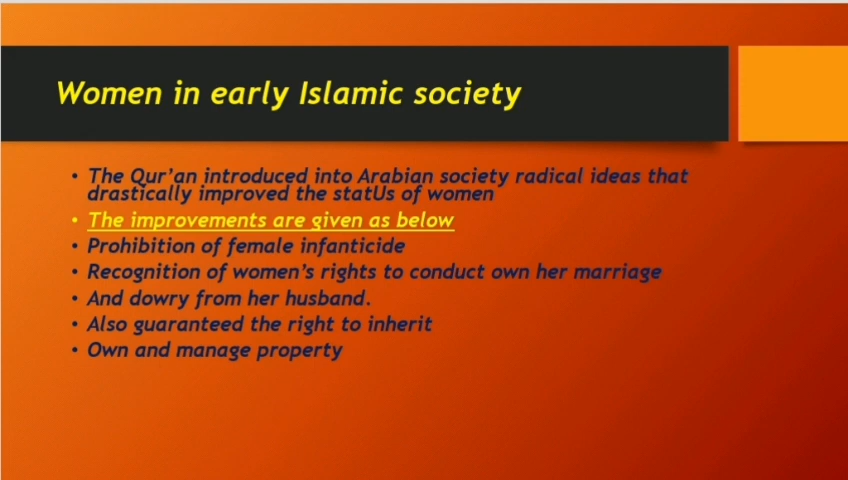 Women in early Islamic society
• The Qur’an introduced into Arabian society radical ideas that
drastically improved the statUs of women
• The improvements are given as below
• Prohibition of female infanticide
• Recognition of women’s rights to conduct own her marriage
• And dowry from her husband.
• Also guaranteed the right to inherit
• Own and manage property